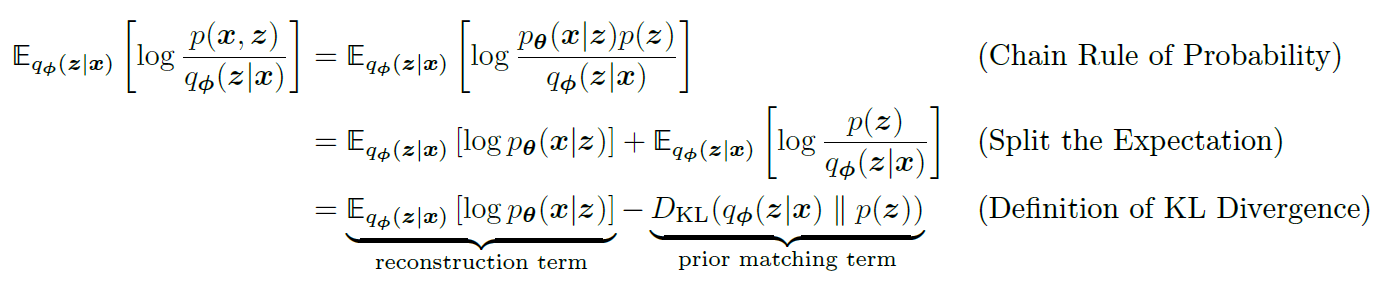 𝔼_{q_𝝓(𝒛|𝒙)} [log p(𝒙, 𝒛) / q_𝝓(𝒛|𝒙)] = 𝔼_{q_𝝓(𝒛|𝒙)} [log p_𝜽(𝒙|𝒛)p(𝒛) / q_𝝓(𝒛|𝒙)] (Chain Rule of Probability)
= 𝔼_{q_𝝓(𝒛|𝒙)} [log p_𝜽(𝒙|𝒛)] + 𝔼_{q_𝝓(𝒛|𝒙)} [log p(𝒛) / q_𝝓(𝒛|𝒙)] (Split the Expectation)
= 𝔼_{q_𝝓(𝒛|𝒙)} [log p_𝜽(𝒙|𝒛)] − D_{KL}(q_𝝓(𝒛|𝒙) ∥ p(𝒛)) (Definition of KL Divergence)
reconstruction term prior matching term